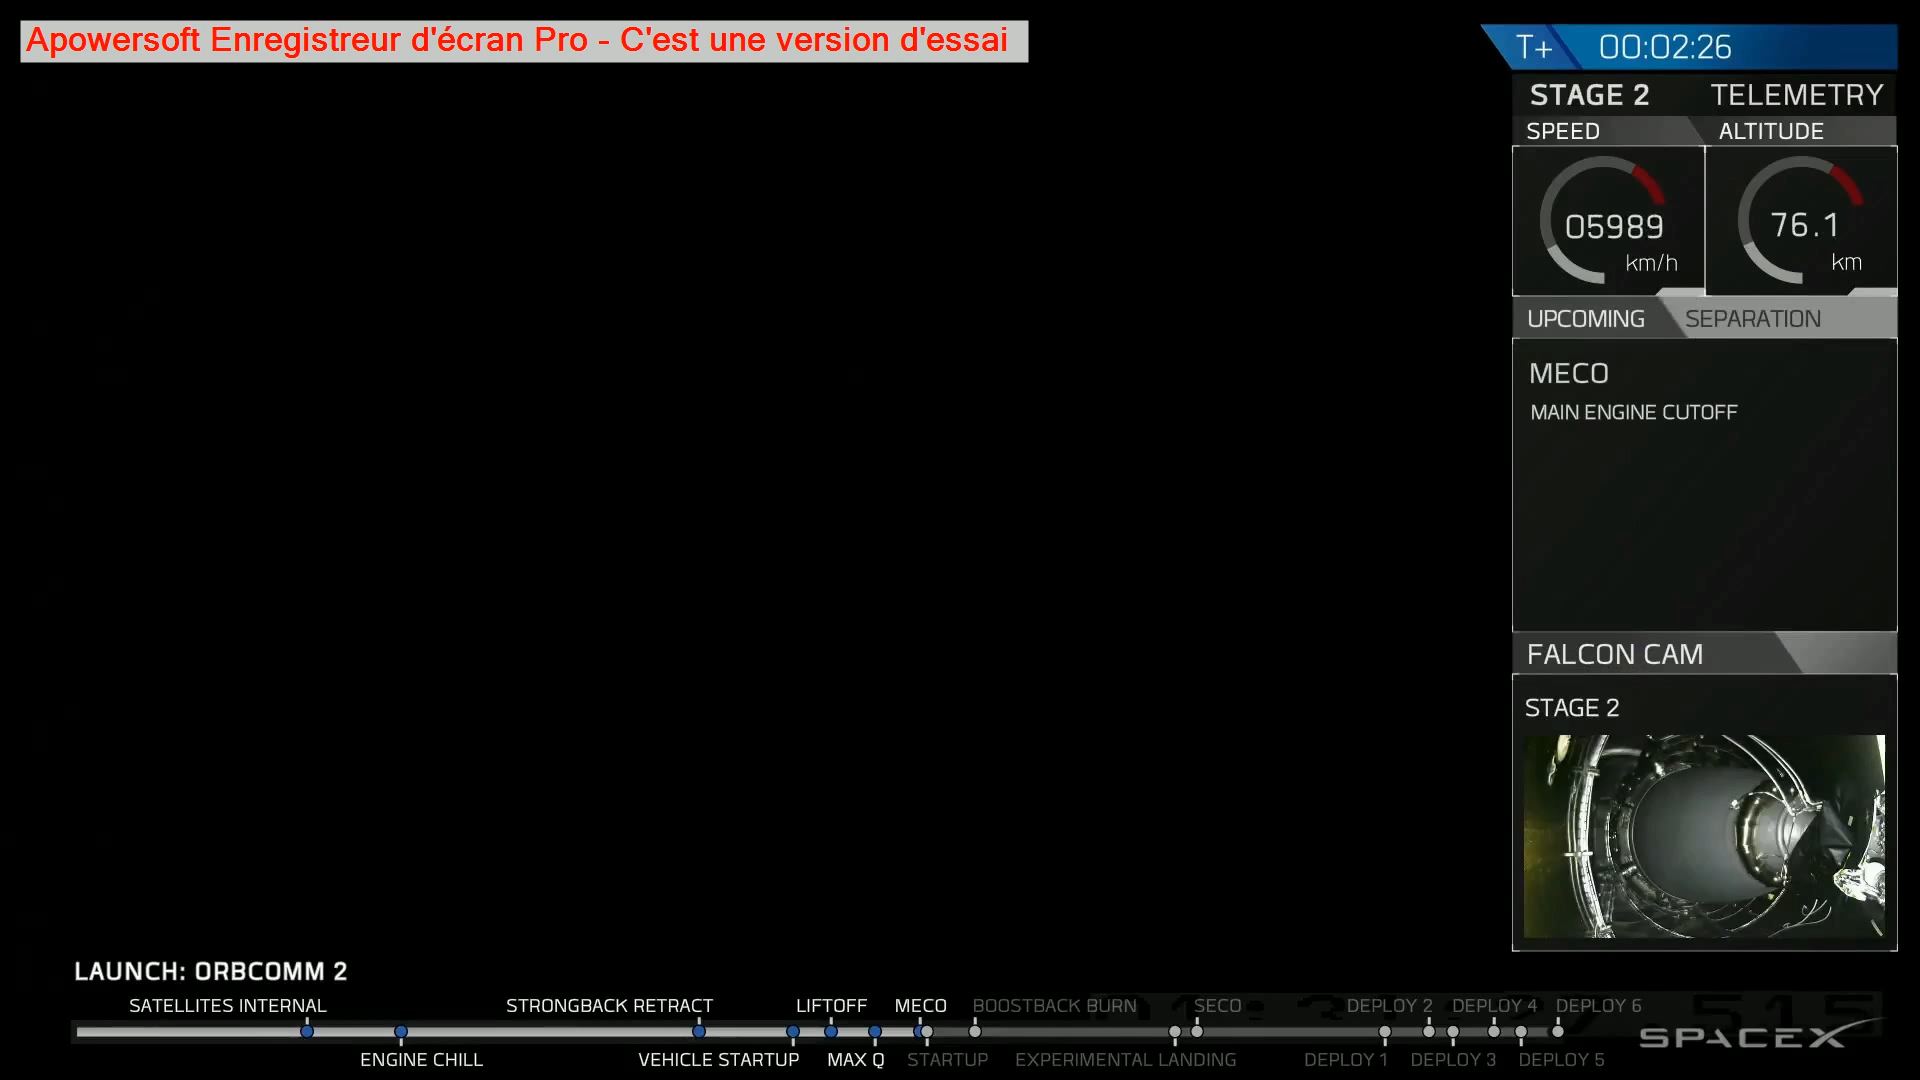 Apowersoft Enregistreur d'écran Pro - C'est une version d'essai
T+ 00:02:26
STAGE 2 TELEMETRY
SPEED ALTITUDE
05989 km/h
76.1 km
UPCOMING SEPARATION
MECO
MAIN ENGINE CUTOFF
FALCON CAM
STAGE 2
LAUNCH: ORBCOMM 2
SATELLITES INTERNAL STRONGBACK RETRACT LIFTOFF MECO BOOSTBACK BURN SECO DEPLOY 2 DEPLOY 4 DEPLOY 6
ENGINE CHILL VEHICLE STARTUP MAX Q STARTUP EXPERIMENTAL LANDING DEPLOY 1 DEPLOY 3 DEPLOY 5
SPACEX